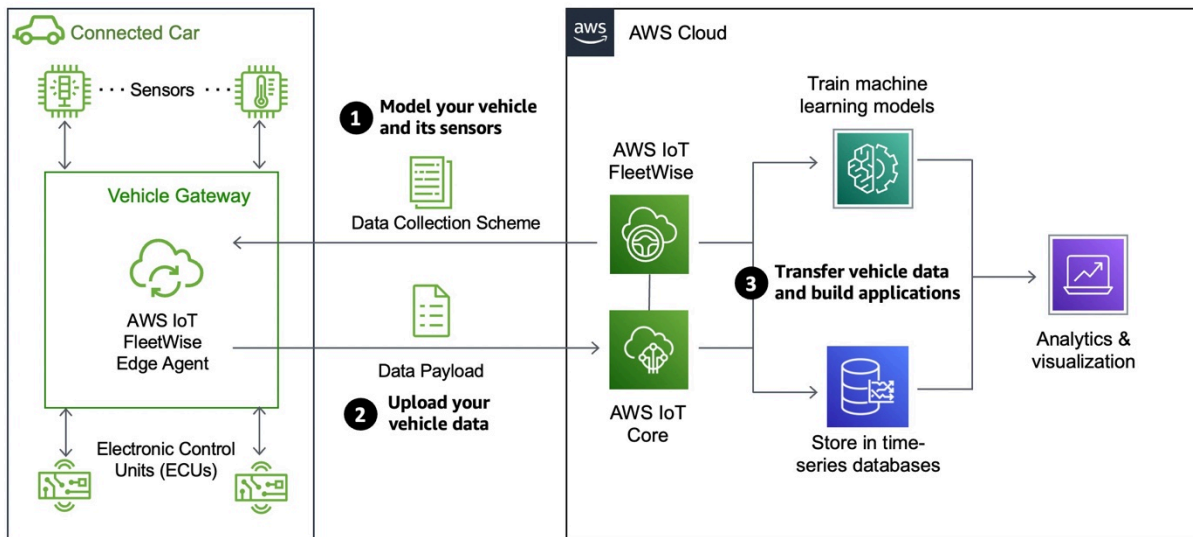 Connected Car
Sensors
Vehicle Gateway
AWS IoT
FleetWise
Edge Agent
Electronic Control
Units (ECUs)
1
Model your vehicle
and its sensors
Data Collection Scheme
Data Payload
2
Upload your
vehicle data
aws
AWS Cloud
AWS IoT
FleetWise
AWS IoT
Core
Train machine
learning models
3
Transfer vehicle data
and build applications
Store in time-
series databases
Analytics &
visualization